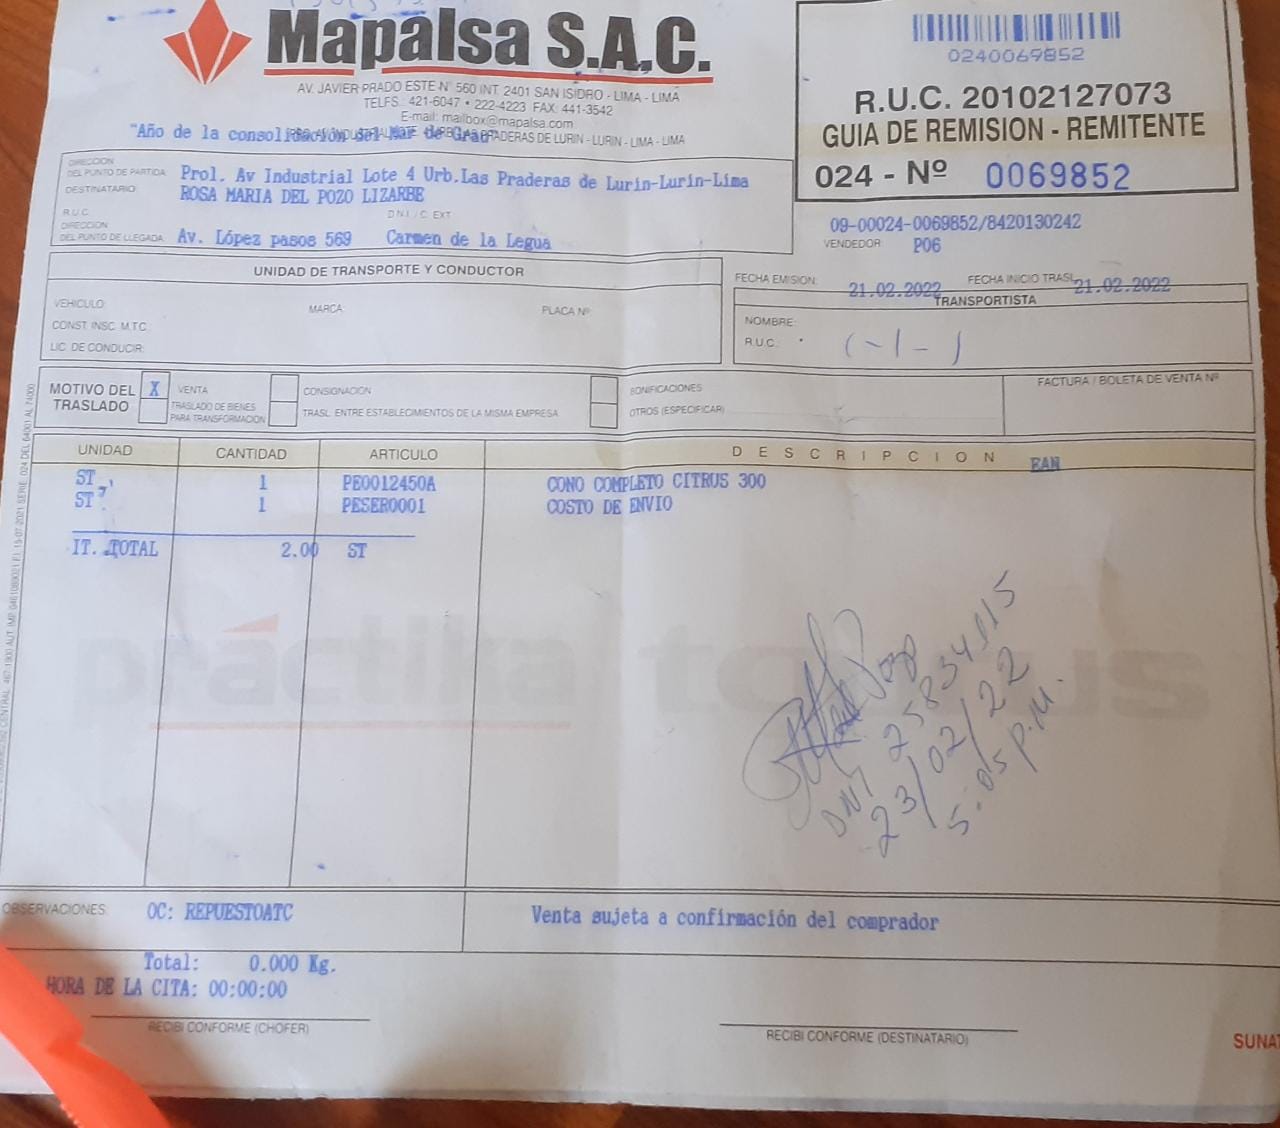 Mapalsa S.A.C.
AV. JAVIER PRADO ESTE Nº 560 INT. 2401 SAN ISIDRO - LIMA - LIMA
TELFS.: 421-6047 • 222-4223 FAX: 441-3542
E-mail: mailbox@mapalsa.com
"Año de la consolidación del Mar de Grau"
PRADERAS DE LURIN - LURIN - LIMA - LIMA
0240069852
R.U.C. 20102127073
GUIA DE REMISION - REMITENTE
024 - Nº 0069852
DIRECCION
DEL PUNTO DE PARTIDA: Prol. Av Industrial Lote 4 Urb.Las Praderas de Lurin-Lurin-Lima
DESTINATARIO ROSA MARIA DEL POZO LIZARBE
R.U.C. D.N.I. / C. EXT
DIRECCION
DEL PUNTO DE LLEGADA: Av. López pasos 569 Carmen de la Legua
09-00024-0069852/8420130242
VENDEDOR P06
UNIDAD DE TRANSPORTE Y CONDUCTOR
VEHICULO: MARCA: PLACA Nº
CONST. INSC. M.T.C.
LIC. DE CONDUCIR:
FECHA EMISION: 21.02.2022 FECHA INICIO TRASL. 21.02.2022
TRANSPORTISTA
NOMBRE:
R.U.C. (-1-)
MOTIVO DEL TRASLADO
X VENTA
TRASLADO DE BIENES PARA TRANSFORMACION
CONSIGNACION
TRASL. ENTRE ESTABLECIMIENTOS DE LA MISMA EMPRESA
BONIFICACIONES
OTROS (ESPECIFICAR)
FACTURA / BOLETA DE VENTA Nº
UNIDAD CANTIDAD ARTICULO DESCRIPCION EAN
ST 1 PE0012450A CONO COMPLETO CITRUS 300
ST 1 PESER0001 COSTO DE ENVIO
IT. TOTAL 2.00 ST
práctika
DNI 25834115
23/02/22
5:05 P.M.
OBSERVACIONES: OC: REPUESTOATC
Venta sujeta a confirmación del comprador
Total: 0.000 Kg.
HORA DE LA CITA: 00:00:00
RECIBI CONFORME (CHOFER)
RECIBI CONFORME (DESTINATARIO)
SUNAT